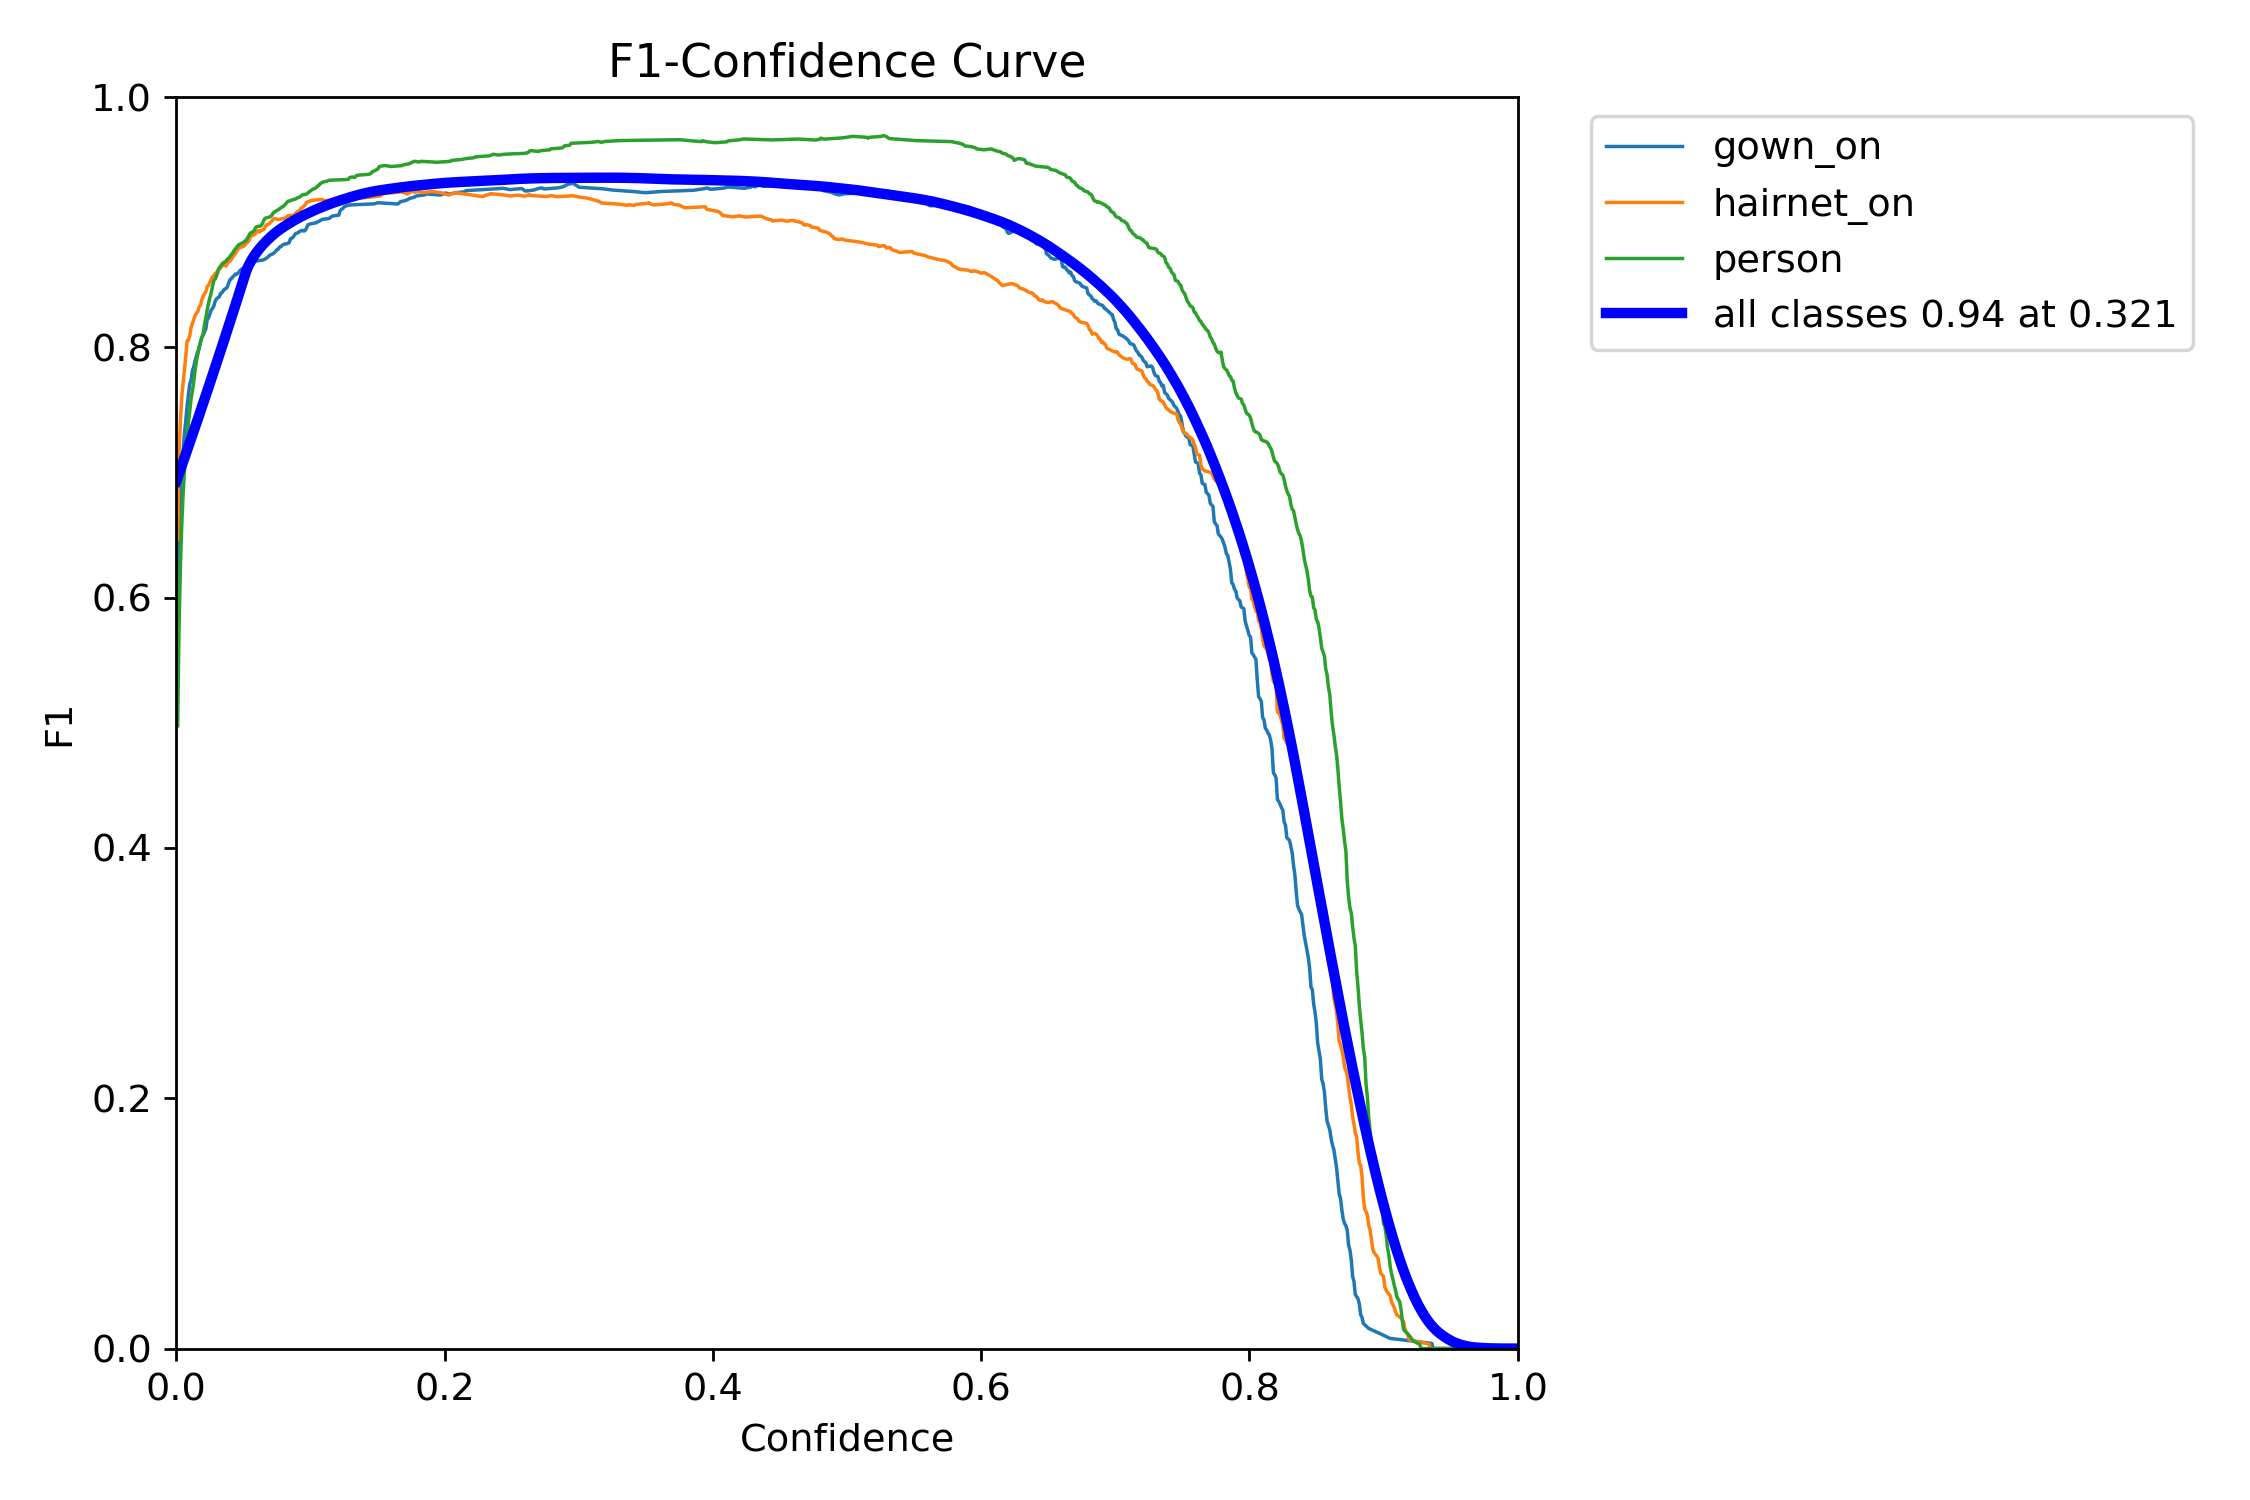 F1-Confidence Curve
1.0
0.8
0.6
0.4
0.2
0.0
F1
0.0 0.2 0.4 0.6 0.8 1.0
Confidence
gown_on
hairnet_on
person
all classes 0.94 at 0.321